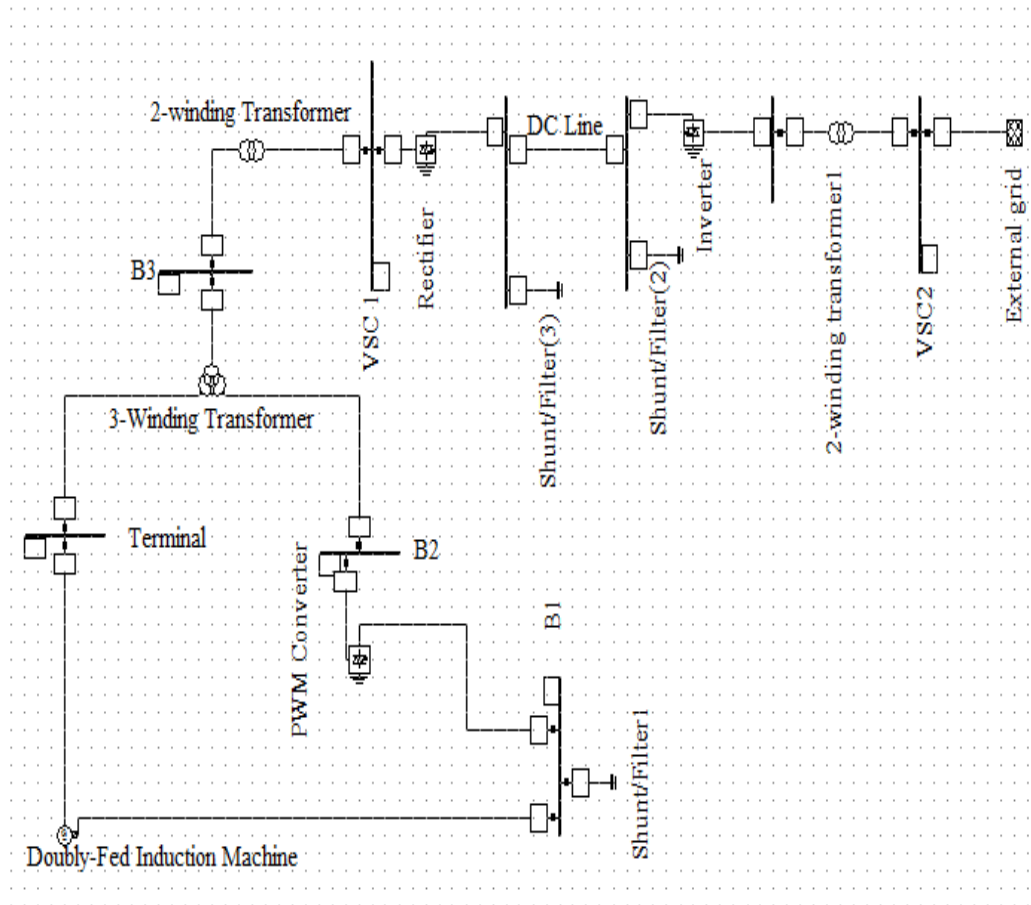 2-winding Transformer
DC Line
B3
VSC 1
Rectifier
Shunt/Filter(3)
Shunt/Filter(2)
Inverter
2-winding transformer1
VSC2
External grid
3-Winding Transformer
Terminal
B2
PWM Converter
B1
Shunt/Filter1
Doubly-Fed Induction Machine